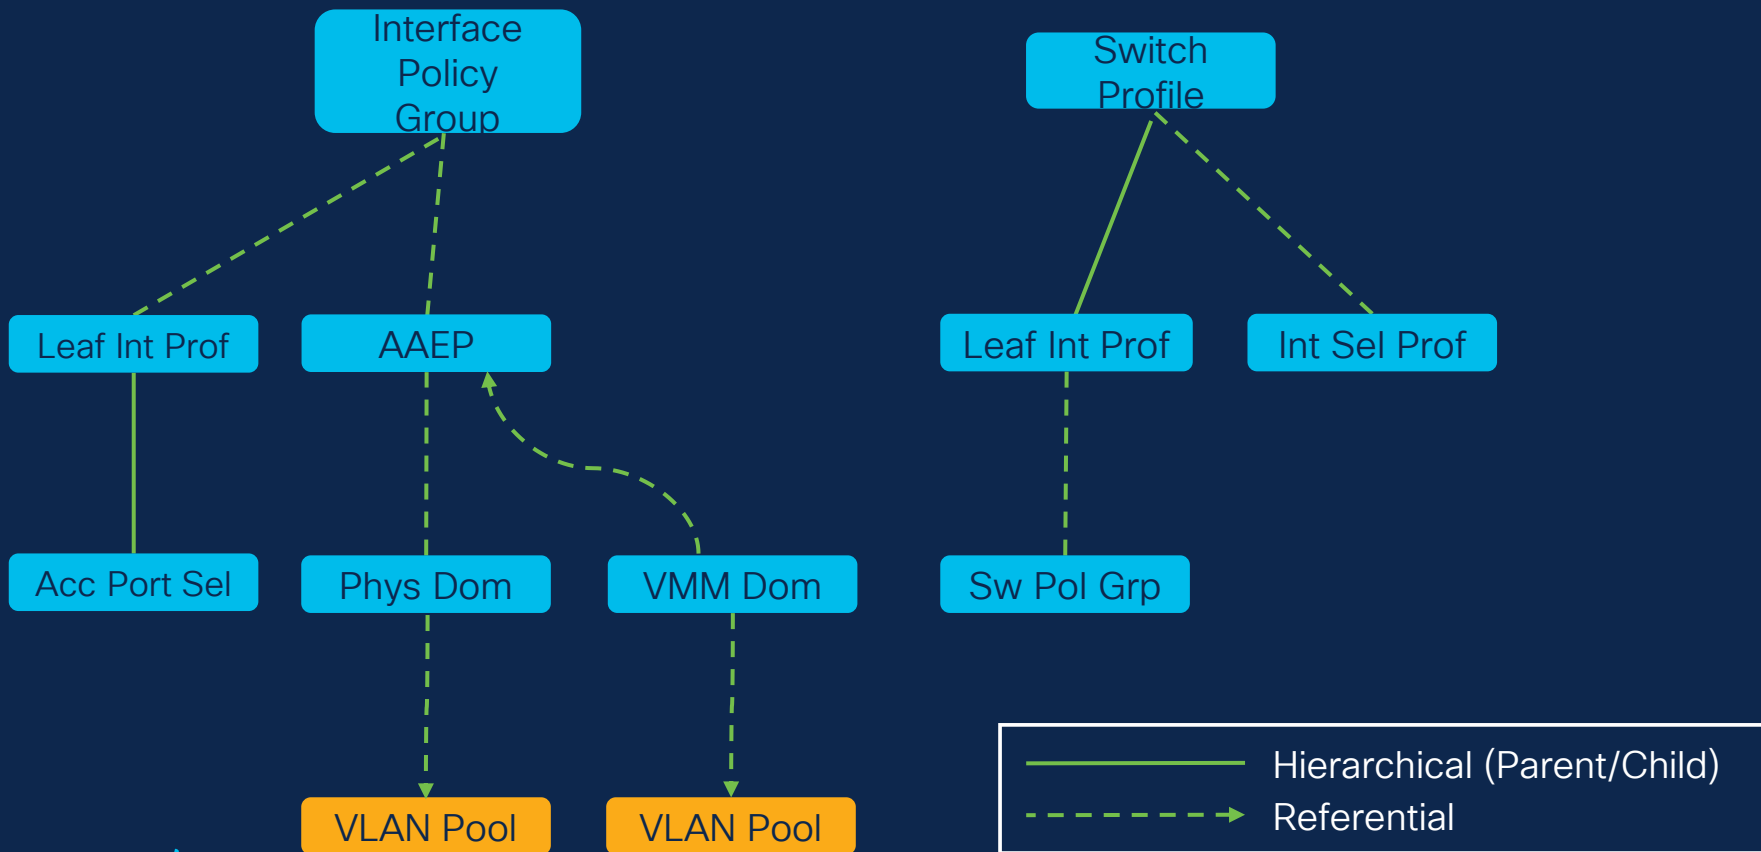 Interface
Policy
Group
Switch
Profile
Leaf Int Prof
AAEP
Leaf Int Prof
Int Sel Prof
Acc Port Sel
Phys Dom
VMM Dom
Sw Pol Grp
VLAN Pool
VLAN Pool
Hierarchical (Parent/Child)
Referential